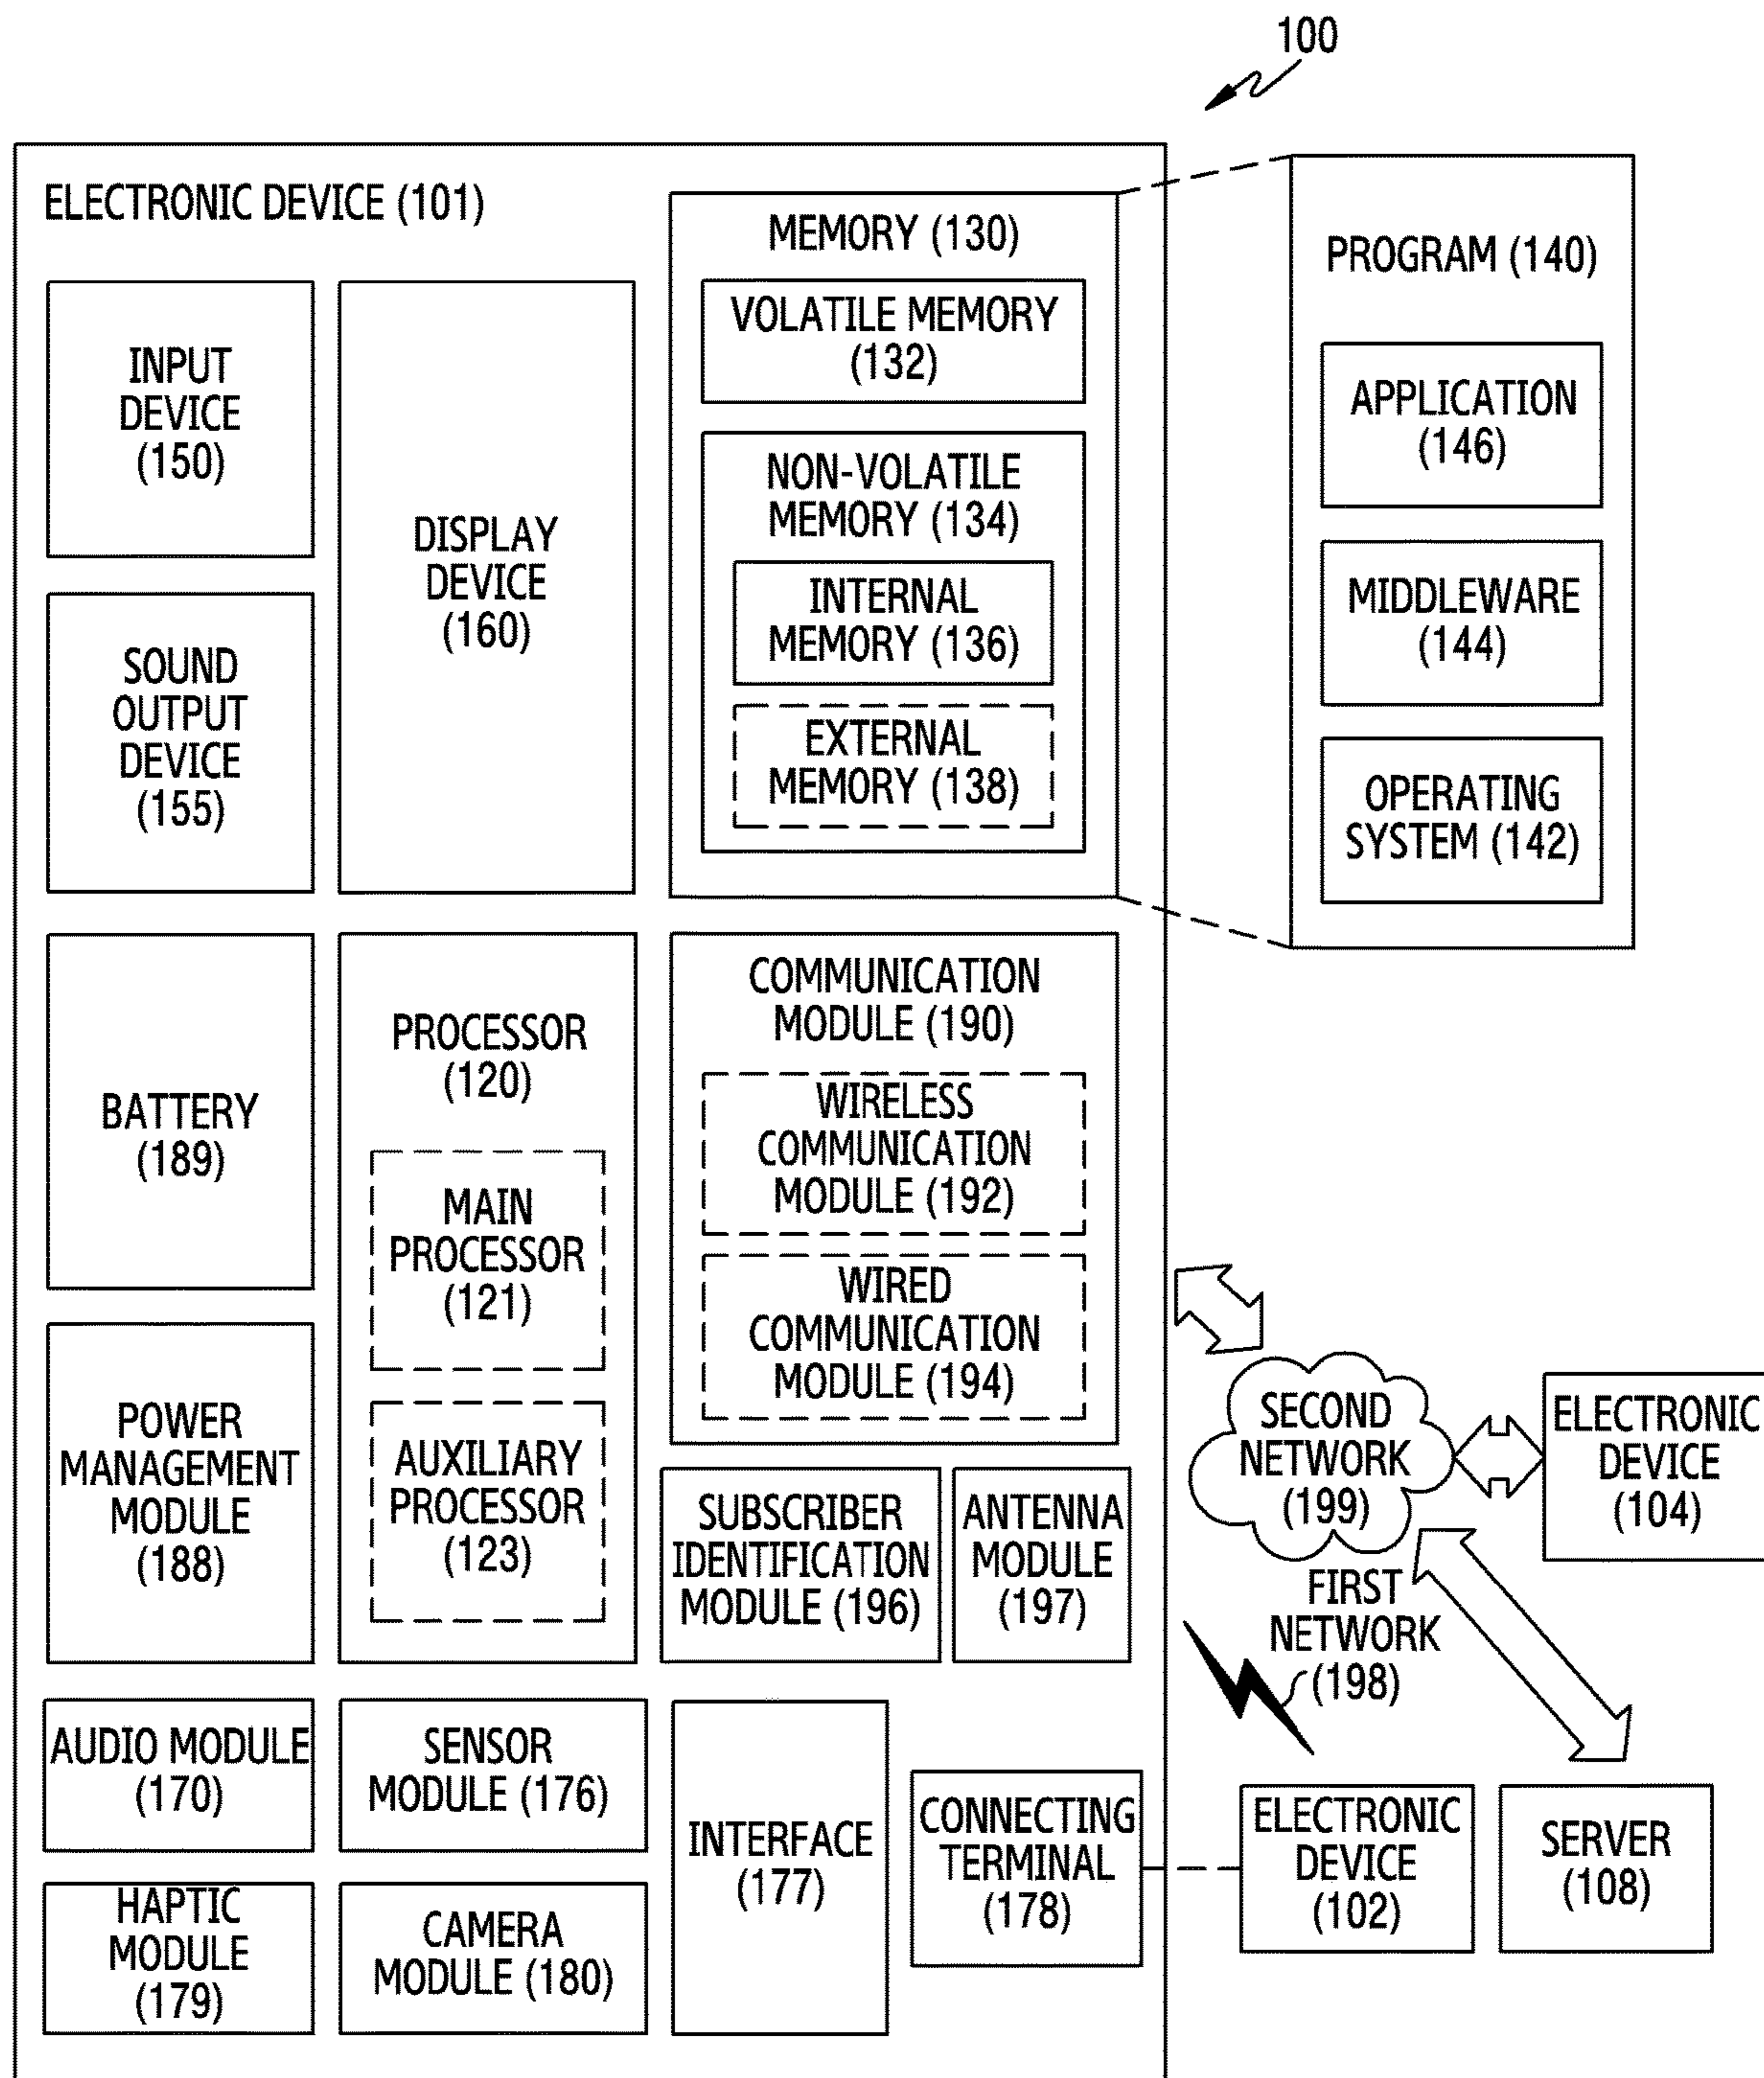 100
ELECTRONIC DEVICE (101)
INPUT
DEVICE
(150)
SOUND
OUTPUT
DEVICE
(155)
DISPLAY
DEVICE
(160)
MEMORY (130)
VOLATILE MEMORY
(132)
NON-VOLATILE
MEMORY (134)
INTERNAL
MEMORY (136)
EXTERNAL
MEMORY (138)
PROGRAM (140)
APPLICATION
(146)
MIDDLEWARE
(144)
OPERATING
SYSTEM (142)
BATTERY
(189)
POWER
MANAGEMENT
MODULE
(188)
PROCESSOR
(120)
MAIN
PROCESSOR
(121)
AUXILIARY
PROCESSOR
(123)
COMMUNICATION
MODULE (190)
WIRELESS
COMMUNICATION
MODULE (192)
WIRED
COMMUNICATION
MODULE (194)
SUBSCRIBER
IDENTIFICATION
MODULE (196)
ANTENNA
MODULE
(197)
SECOND
NETWORK
(199)
ELECTRONIC
DEVICE
(104)
FIRST
NETWORK
(198)
AUDIO MODULE
(170)
SENSOR
MODULE (176)
HAPTIC
MODULE
(179)
CAMERA
MODULE (180)
INTERFACE
(177)
CONNECTING
TERMINAL
(178)
ELECTRONIC
DEVICE
(102)
SERVER
(108)